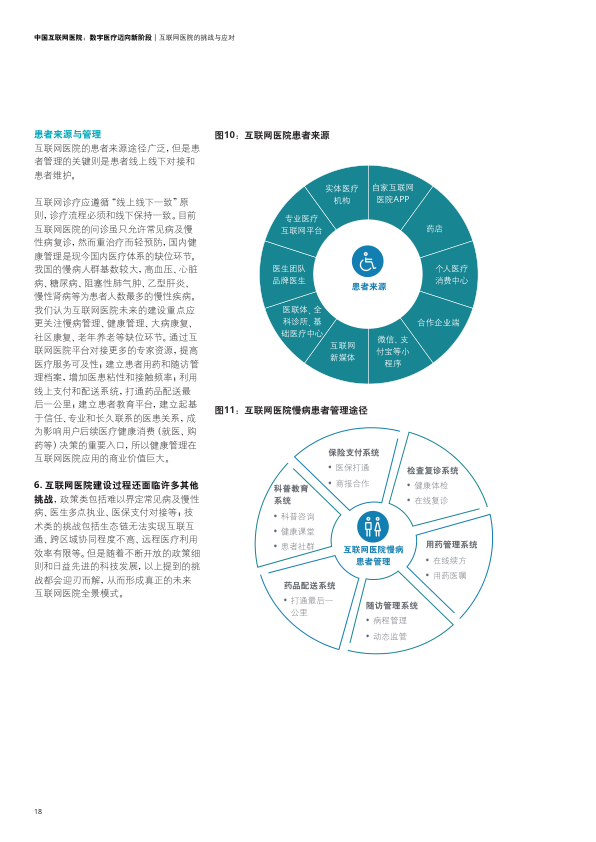 中国互联网医院：数字医疗迈向新阶段 | 互联网医院的挑战与应对
患者来源与管理
互联网医院的患者来源途径广泛，但是患
者管理的关键则是患者线上线下对接和
患者维护。
互联网诊疗应遵循“线上线下一致”原
则，诊疗流程必须和线下保持一致。目前
互联网医院的问诊虽只允许常见病及慢
性病复诊，然而重治疗而轻预防，国内健
康管理是现今国内医疗体系的缺位环节。
我国的慢病人群基数较大，高血压、心脏
病、糖尿病、阻塞性肺气肿、乙型肝炎、
慢性肾病等为患者人数最多的慢性疾病。
我们认为互联网医院未来的建设重点应
更关注慢病管理、健康管理、大病康复、
社区康复、老年养老等缺位环节。通过互
联网医院平台对接更多的专家资源，提高
医疗服务可及性；建立患者用药和随访管
理档案，增加医患粘性和接触频率；利用
线上支付和配送系统，打通药品配送最
后一公里；建立患者教育平台，建立起基
于信任、专业和长久联系的医患关系，成
为影响用户后续医疗健康消费（就医、购
药等）决策的重要入口，所以健康管理在
互联网医院应用的商业价值巨大。
6. 互联网医院建设过程还面临许多其他
挑战，政策类包括难以界定常见病及慢性
病、医生多点执业、医保支付对接等；技
术类的挑战包括生态链无法实现互联互
通、跨区域协同程度不高、远程医疗利用
效率有限等。但是随着不断开放的政策细
则和日益先进的科技发展，以上提到的挑
战都会迎刃而解，从而形成真正的未来
互联网医院全景模式。
图10：互联网医院患者来源
实体医疗
机构
自家互联网
医院APP
专业医疗
互联网平台
药店
医生团队
品牌医生
个人医疗
消费中心
患者来源
医联体、全
科诊所、基
础医疗中心
合作企业端
互联网
新媒体
微信、支
付宝等小
程序
图11：互联网医院慢病患者管理途径
保险支付系统
• 医保打通
• 商报合作
检查复诊系统
• 健康体检
• 在线复诊
科普教育
系统
• 科普咨询
• 健康课堂
• 患者社群
互联网医院慢病
患者管理
用药管理系统
• 在线续方
• 用药医嘱
药品配送系统
• 打通最后一
公里
随访管理系统
• 病程管理
• 动态监管
18